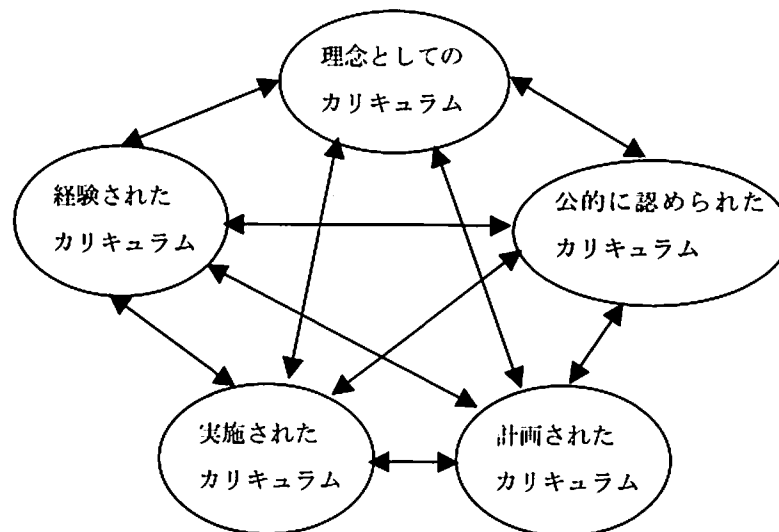 理念としての
カリキュラム
経験された
カリキュラム
公的に認められた
カリキュラム
実施された
カリキュラム
計画された
カリキュラム